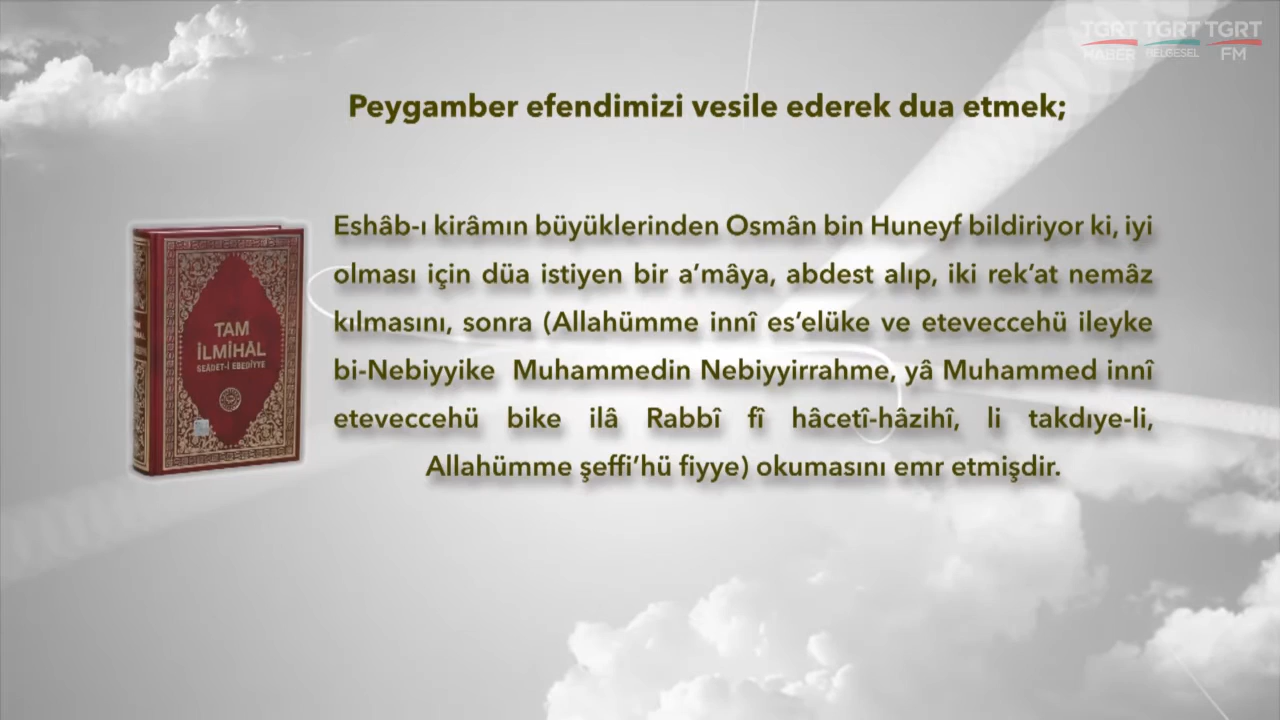 TGRT TGRT TGRT
HABER BELGESEL FM
Peygamber efendimizi vesile ederek dua etmek;
Eshâb-ı kirâmın büyüklerinden Osmân bin Huneyf bildiriyor ki, iyi
olması için düa istiyen bir a’mâya, abdest alıp, iki rek’at nemâz
kılmasını, sonra (Allahümme innî es’elüke ve eteveccehü ileyke
bi-Nebiyyike Muhammedin Nebiyyirrahme, yâ Muhammed innî
eteveccehü bike ilâ Rabbî fî hâcetî-hâzihî, li takdıye-li,
Allahümme şeffi’hü fiyye) okumasını emr etmişdir.
TAM
İLMİHÂL
SEÂDET-İ EBEDİYYE